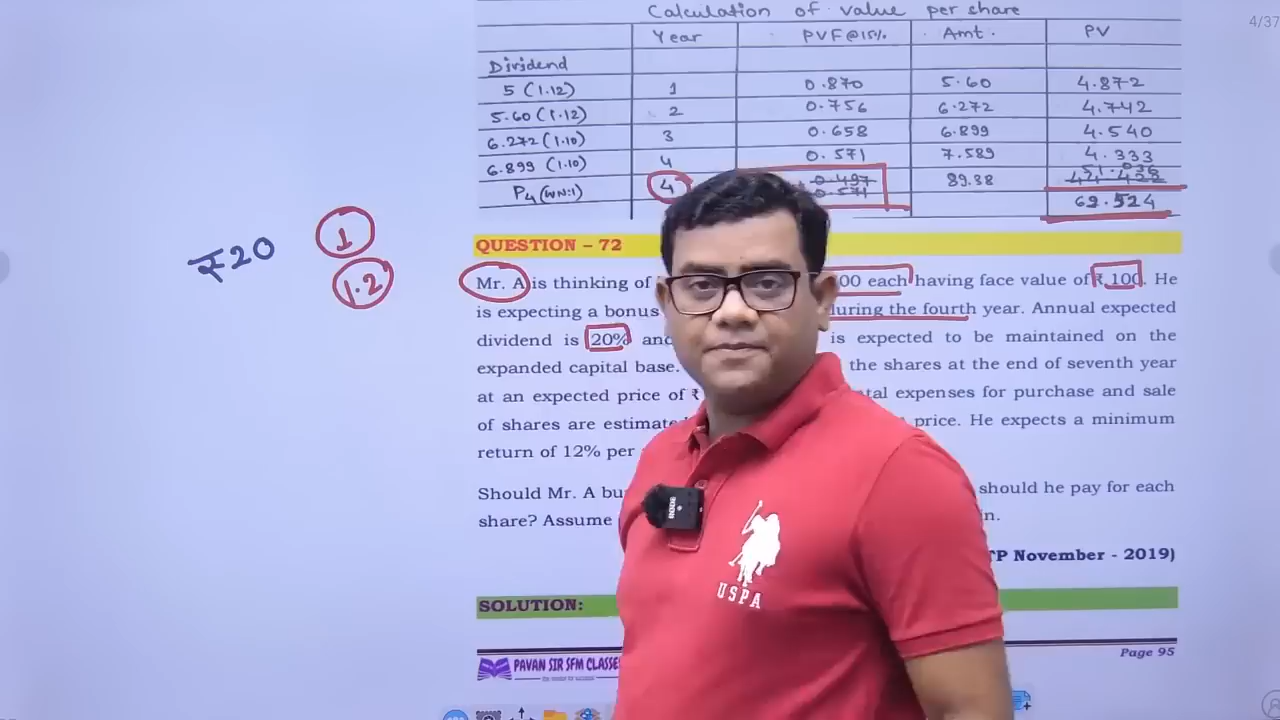 4/37
Calculation of value per share
Year PVF@15% Amt. PV
Dividend
5 (1.12) 1 0.870 5.60 4.872
5.60 (1.12) 2 0.756 6.272 4.742
6.272 (1.10) 3 0.658 6.899 4.540
6.899 (1.10) 4 0.571 7.589 4.333
P4 (WN:1) 4 0.497 0.571 89.38 51.038
62.524
₹20 1
1.2
QUESTION – 72
Mr. A is thinking of 00 each having face value of ₹ 100. He
is expecting a bonus during the fourth year. Annual expected
dividend is 20% and is expected to be maintained on the
expanded capital base. the shares at the end of seventh year
at an expected price of ₹ expenses for purchase and sale
of shares are price. He expects a minimum
return of 12% per
Should Mr. A should he pay for each
share? Assume
November - 2019)
SOLUTION:
PAVAN SIR SFM CLASSES
Page 95
USPA